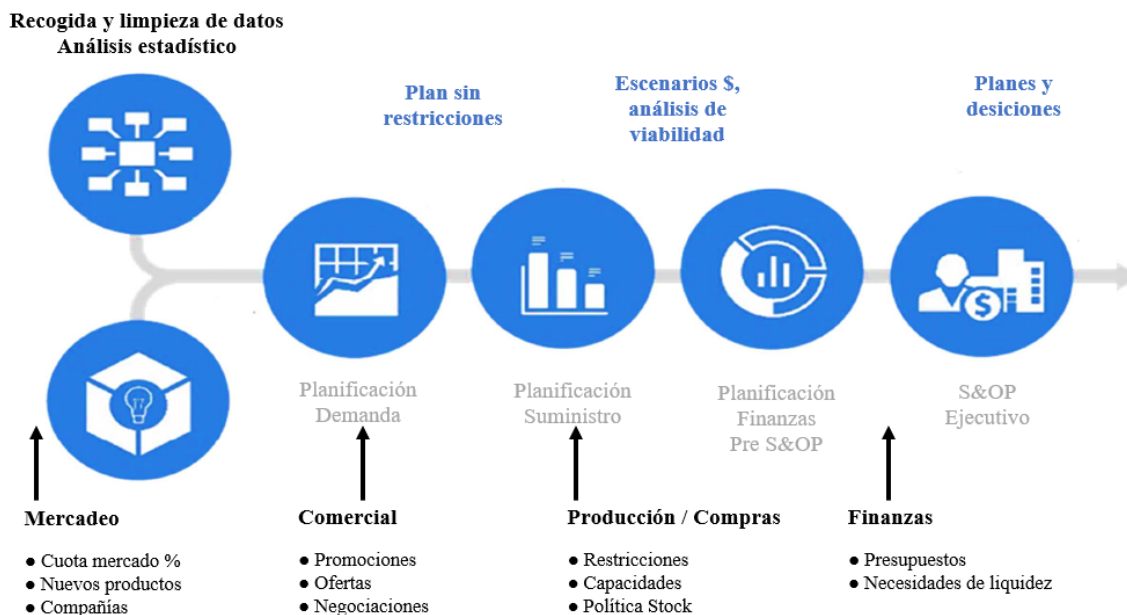 Recogida y limpieza de datos
Análisis estadístico
Plan sin
restricciones
Escenarios $,
análisis de
viabilidad
Planes y
desiciones
$
Planificación
Demanda
Planificación
Suministro
Planificación
Finanzas
Pre S&OP
S&OP
Ejecutivo
Mercadeo
● Cuota mercado %
● Nuevos productos
● Compañías
Comercial
● Promociones
● Ofertas
● Negociaciones
Producción / Compras
● Restricciones
● Capacidades
● Política Stock
Finanzas
● Presupuestos
● Necesidades de liquidez